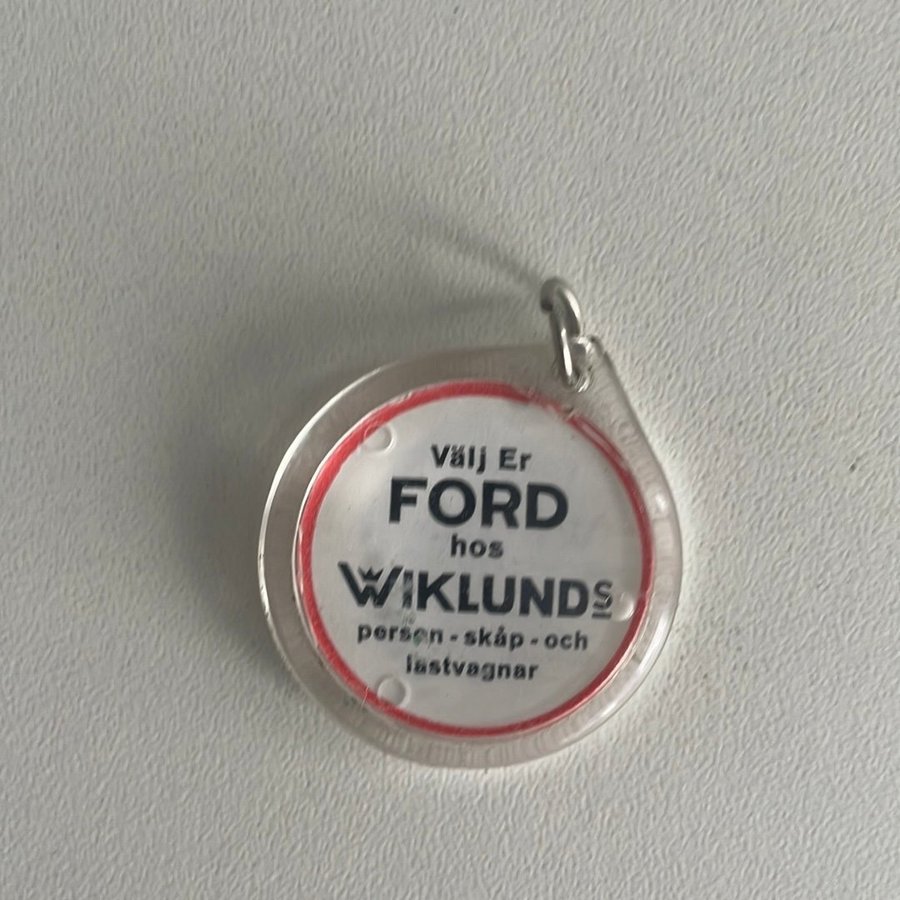 Välj Er
FORD
hos
WIKLUNDS
person - skåp - och
lastvagnar